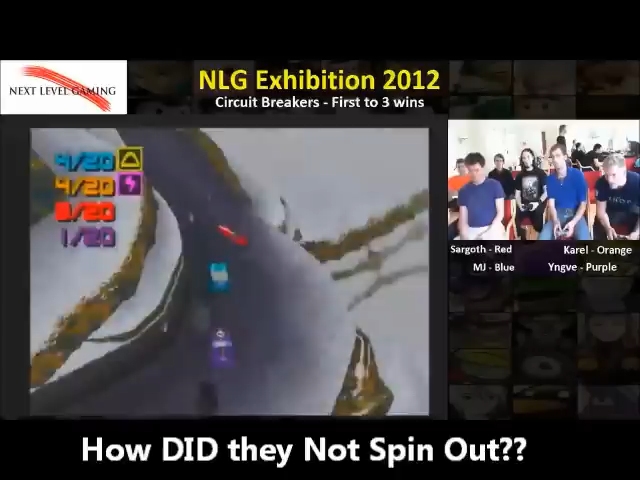 NLG Exhibition 2012
Circuit Breakers - First to 3 wins
NEXT LEVEL GAMING
4/20
4/20
8/20
1/20
Sargoth - Red
Karel - Orange
MJ - Blue
Yngve - Purple
How DID they Not Spin Out??